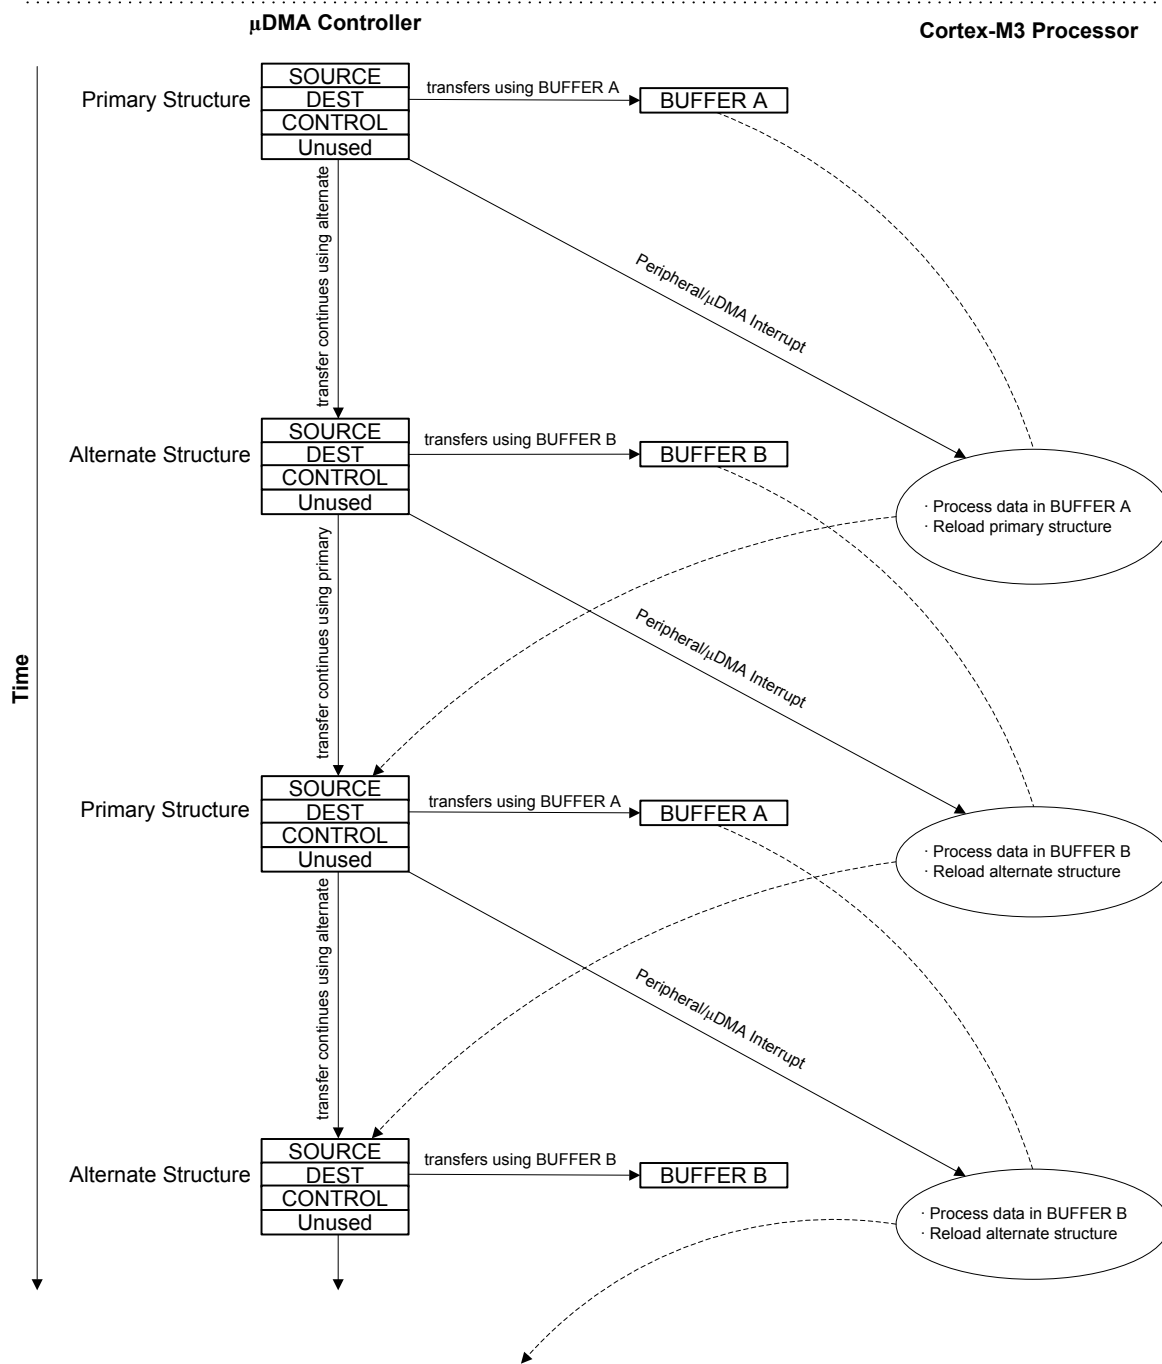 µDMA Controller
Cortex-M3 Processor
Primary Structure
SOURCE
DEST
CONTROL
Unused
transfers using BUFFER A
BUFFER A
transfer continues using alternate
Peripheral/µDMA Interrupt
Alternate Structure
SOURCE
DEST
CONTROL
Unused
transfers using BUFFER B
BUFFER B
· Process data in BUFFER A
· Reload primary structure
transfer continues using primary
Peripheral/µDMA Interrupt
Time
Primary Structure
SOURCE
DEST
CONTROL
Unused
transfers using BUFFER A
BUFFER A
· Process data in BUFFER B
· Reload alternate structure
transfer continues using alternate
Peripheral/µDMA Interrupt
Alternate Structure
SOURCE
DEST
CONTROL
Unused
transfers using BUFFER B
BUFFER B
· Process data in BUFFER B
· Reload alternate structure